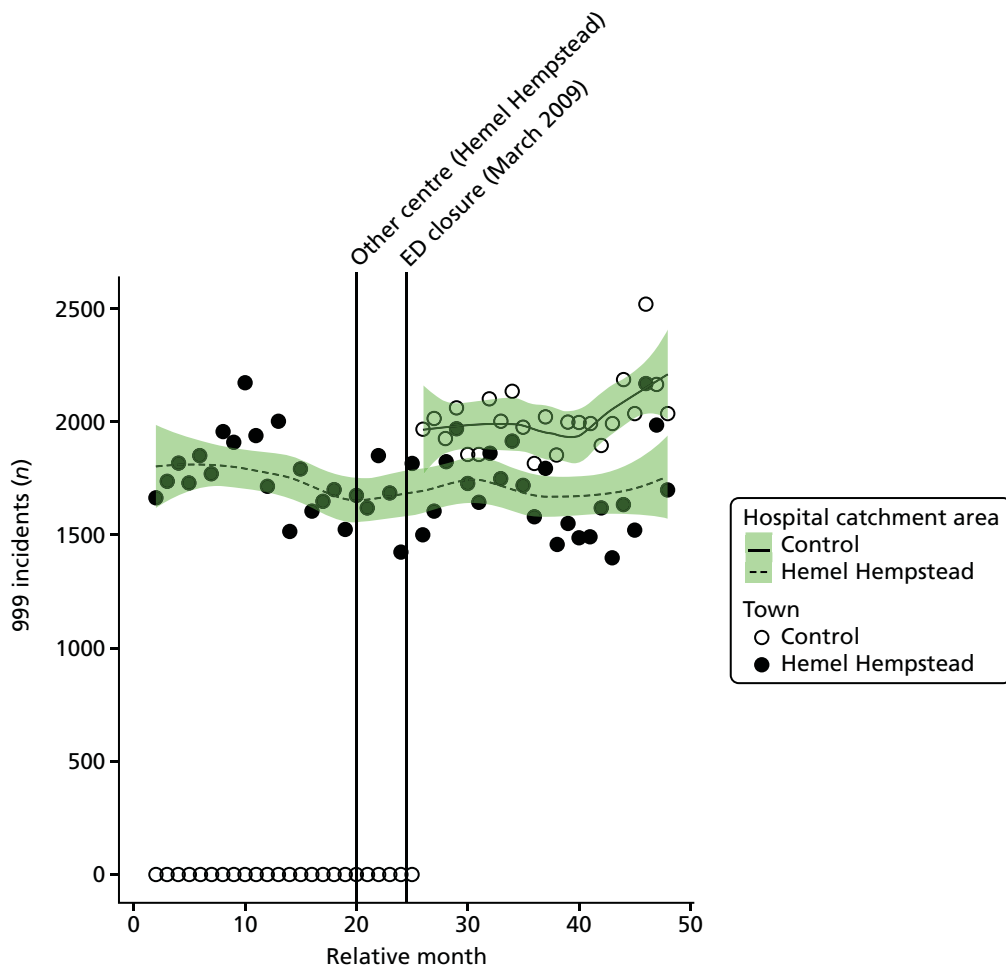 Other centre (Hemel Hempstead)
ED closure (March 2009)
2500
2000
1500
1000
500
0
999 incidents (n)
0 10 20 30 40 50
Relative month
Hospital catchment area
Control
Hemel Hempstead
Town
Control
Hemel Hempstead